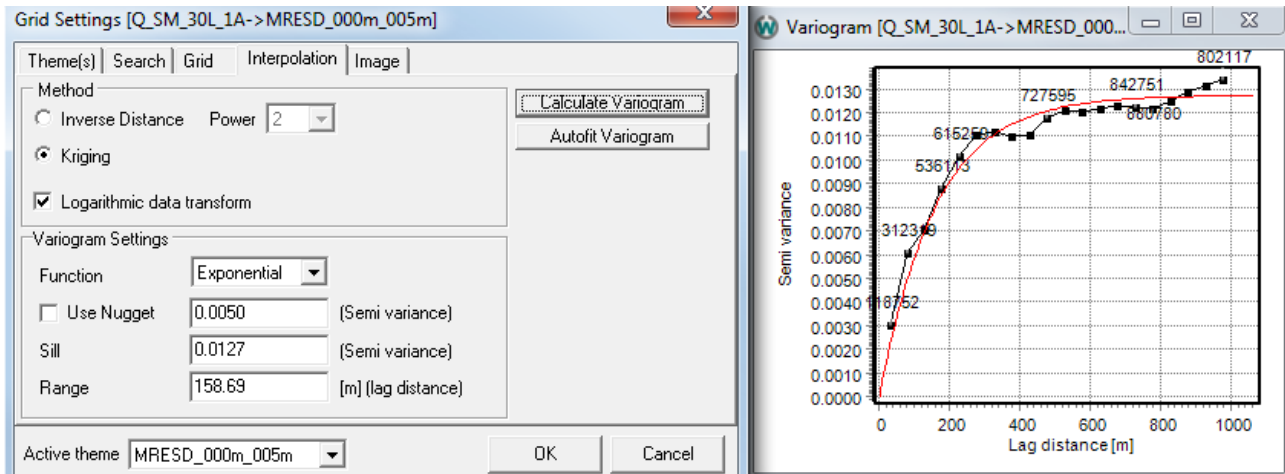 Grid Settings [Q_SM_30L_1A->MRESD_000m_005m]
Theme(s) Search Grid Interpolation Image
Method
Inverse Distance Power 2
Kriging
Logarithmic data transform
Calculate Variogram
Autofit Variogram
Variogram Settings
Function Exponential
Use Nugget 0.0050 (Semi variance)
Sill 0.0127 (Semi variance)
Range 158.69 [m] (lag distance)
Active theme MRESD_000m_005m
OK Cancel
Variogram [Q_SM_30L_1A->MRESD_000...
802117
842751
727595
880780
615259
536113
312319
118752
0.0130
0.0120
0.0110
0.0100
0.0090
0.0080
0.0070
0.0060
0.0050
0.0040
0.0030
0.0020
0.0010
0.0000
Semi variance
0 200 400 600 800 1000
Lag distance [m]